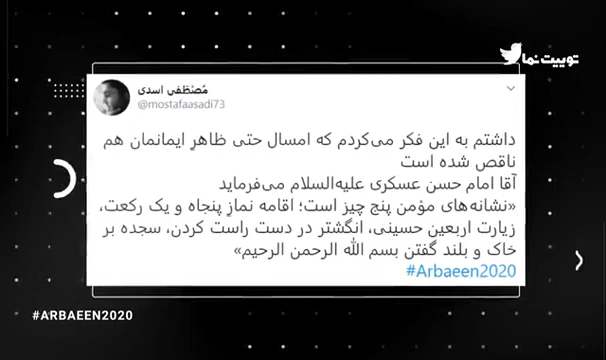 توییت‌نما
مُصْطَفیٰ اسدی
@mostafaasadi73
داشتم به این فکر می‌کردم که امسال حتی ظاهرِ ایمانمان هم
ناقص شده است
آقا امام حسن عسکری علیه‌السلام می‌فرماید
«نشانه‌های مؤمن پنج چیز است؛ اقامه نمازِ پنجاه و یک رکعت،
زیارت اربعین حسینی، انگشتر در دست راست کردن، سجده بر
خاک و بلند گفتن بسم الله الرحمن الرحیم»
#Arbaeen2020
#ARBAEEN2020